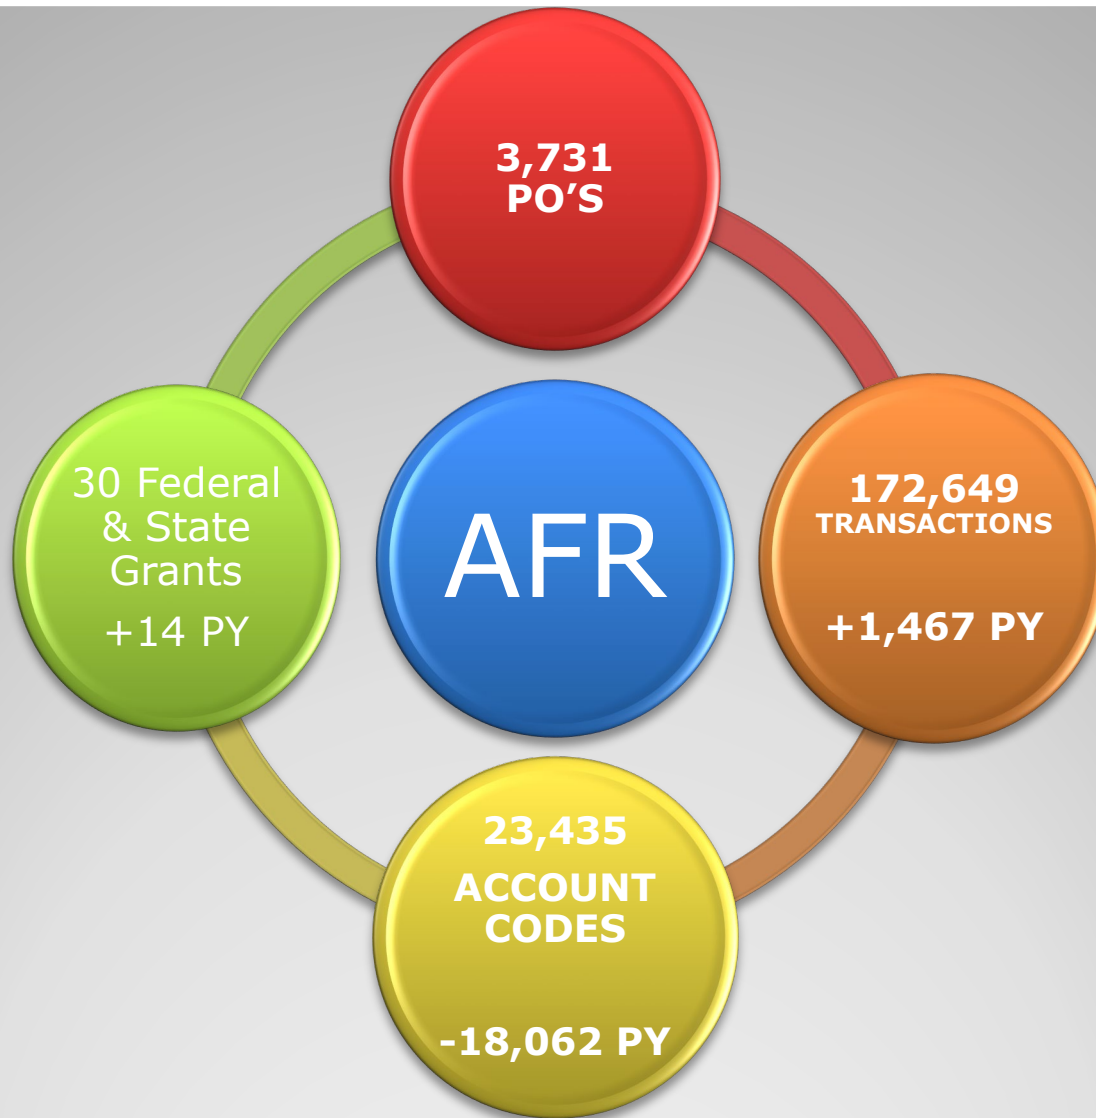 3,731
PO’S
30 Federal
& State
Grants
+14 PY
AFR
172,649
TRANSACTIONS
+1,467 PY
23,435
ACCOUNT
CODES
-18,062 PY